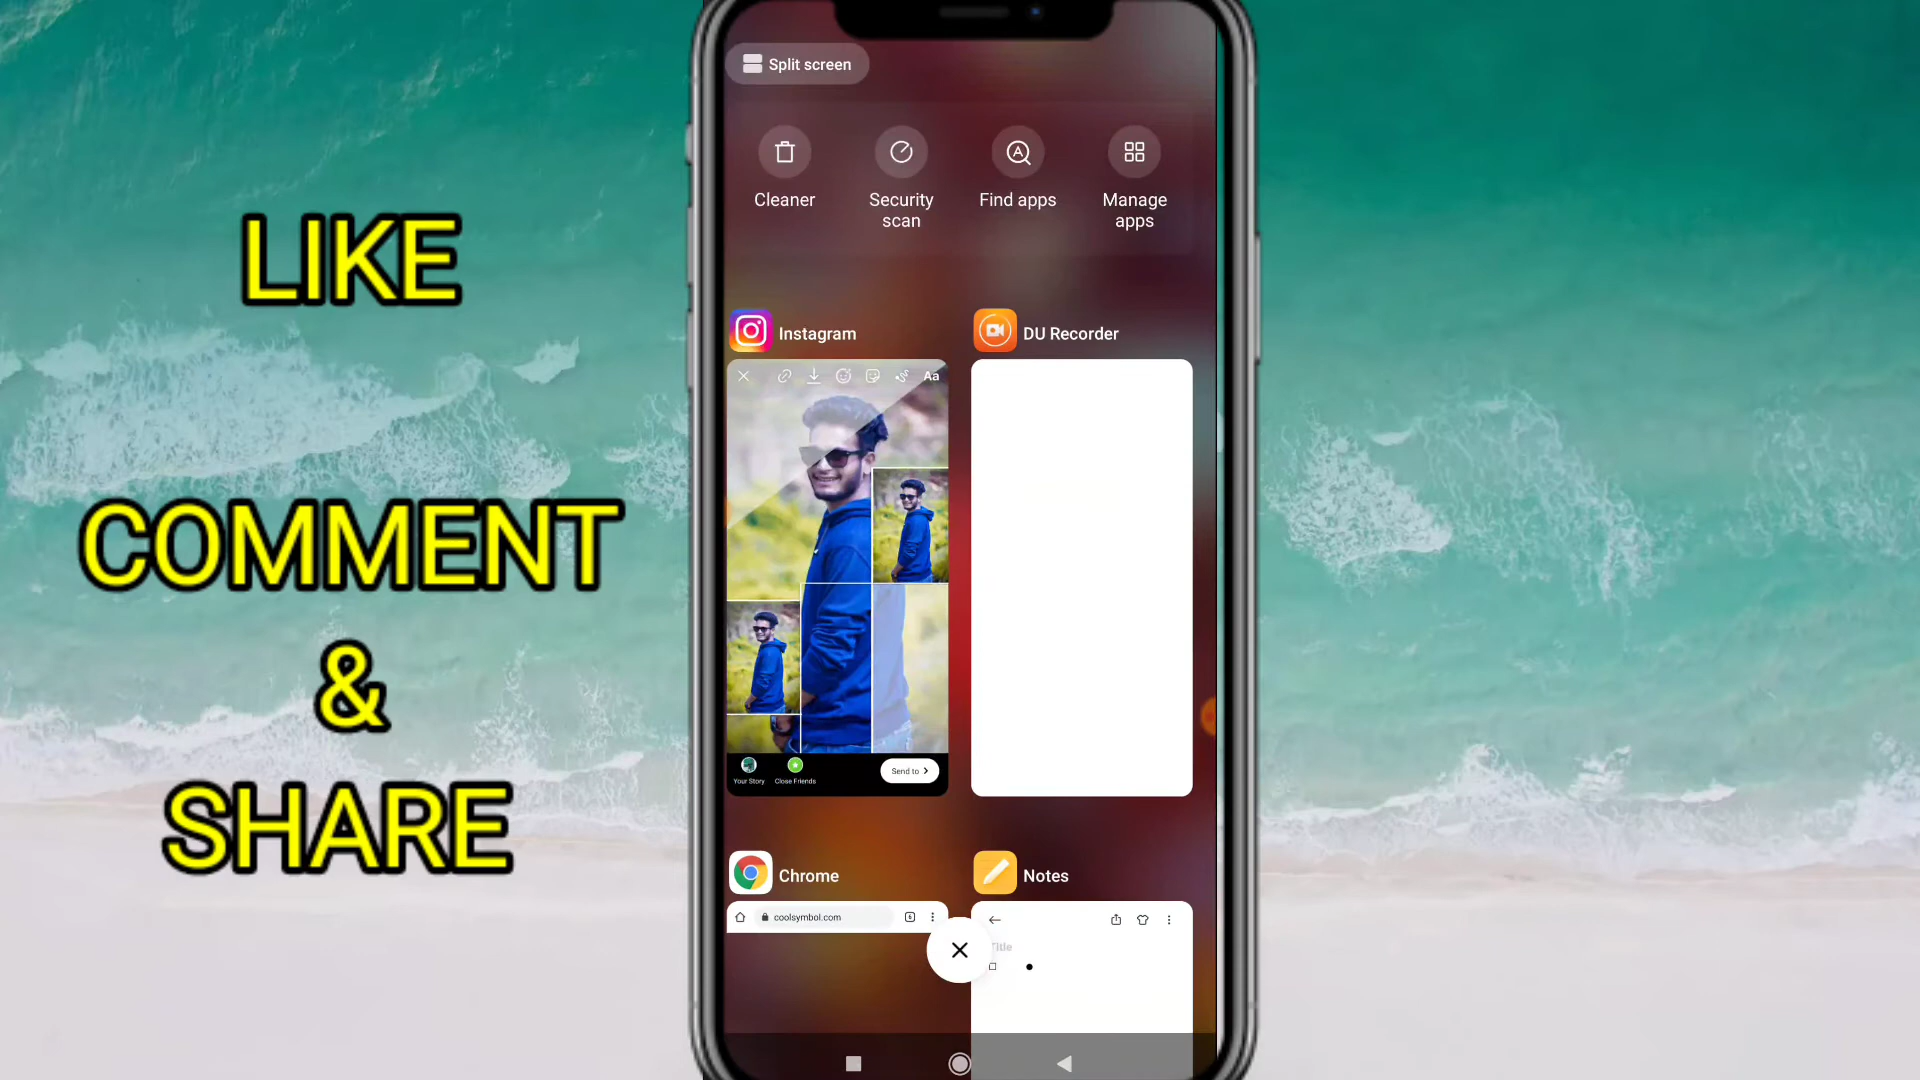 LIKE
COMMENT
&
SHARE
Split screen
Cleaner
Security
scan
Find apps
Manage
apps
Instagram
DU Recorder
Aa
Your Story
Close Friends
Send to
Chrome
Notes
coolsymbol.com
6
Title